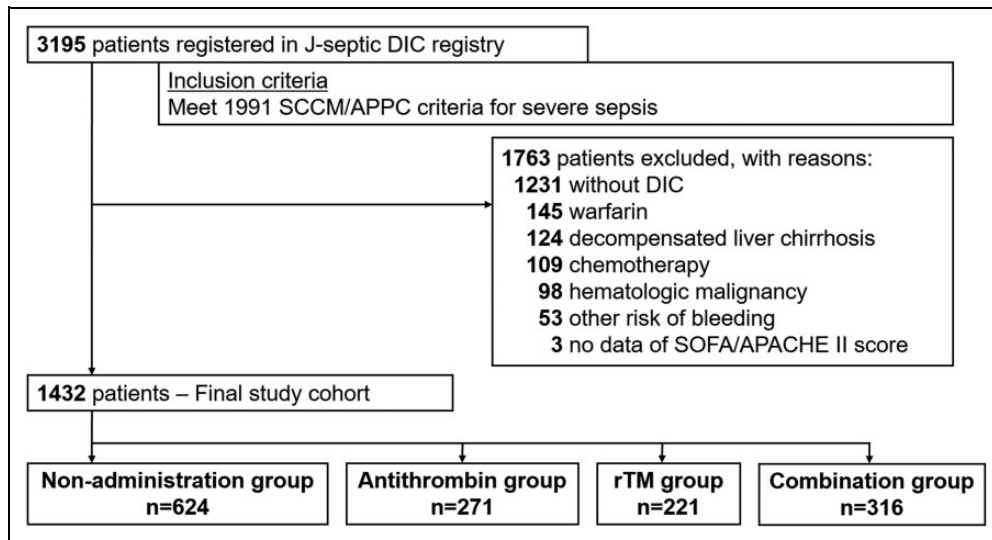 3195 patients registered in J-septic DIC registry
Inclusion criteria
Meet 1991 SCCM/APPC criteria for severe sepsis
1763 patients excluded, with reasons:
1231 without DIC
145 warfarin
124 decompensated liver chirrhosis
109 chemotherapy
98 hematologic malignancy
53 other risk of bleeding
3 no data of SOFA/APACHE II score
1432 patients – Final study cohort
Non-administration group
n=624
Antithrombin group
n=271
rTM group
n=221
Combination group
n=316